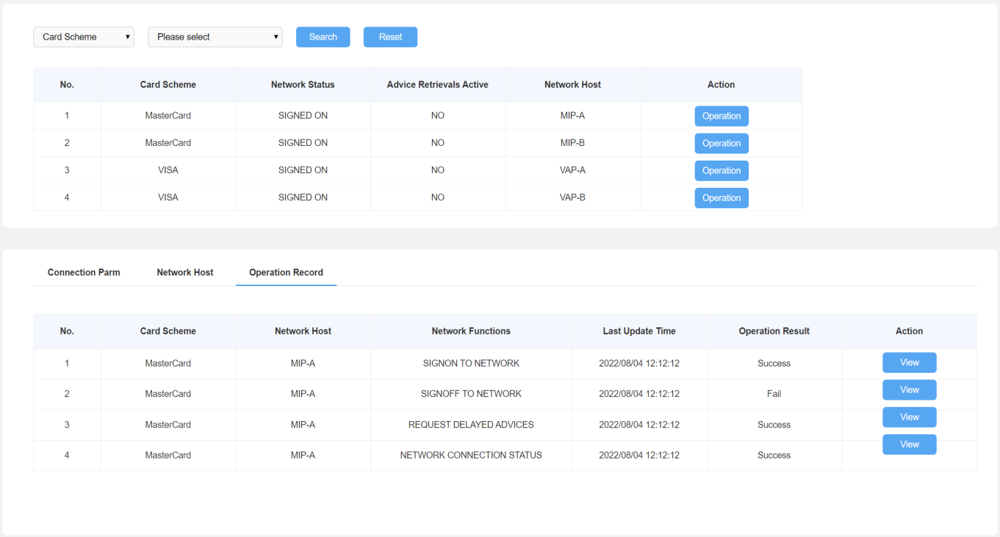 Card Scheme Please select Search Reset
No. Card Scheme Network Status Advice Retrievals Active Network Host Action
1 MasterCard SIGNED ON NO MIP-A Operation
2 MasterCard SIGNED ON NO MIP-B Operation
3 VISA SIGNED ON NO VAP-A Operation
4 VISA SIGNED ON NO VAP-B Operation
Connection Parm Network Host Operation Record
No. Card Scheme Network Host Network Functions Last Update Time Operation Result Action
1 MasterCard MIP-A SIGNON TO NETWORK 2022/08/04 12:12:12 Success View
2 MasterCard MIP-A SIGNOFF TO NETWORK 2022/08/04 12:12:12 Fail View
3 MasterCard MIP-A REQUEST DELAYED ADVICES 2022/08/04 12:12:12 Success View
4 MasterCard MIP-A NETWORK CONNECTION STATUS 2022/08/04 12:12:12 Success View